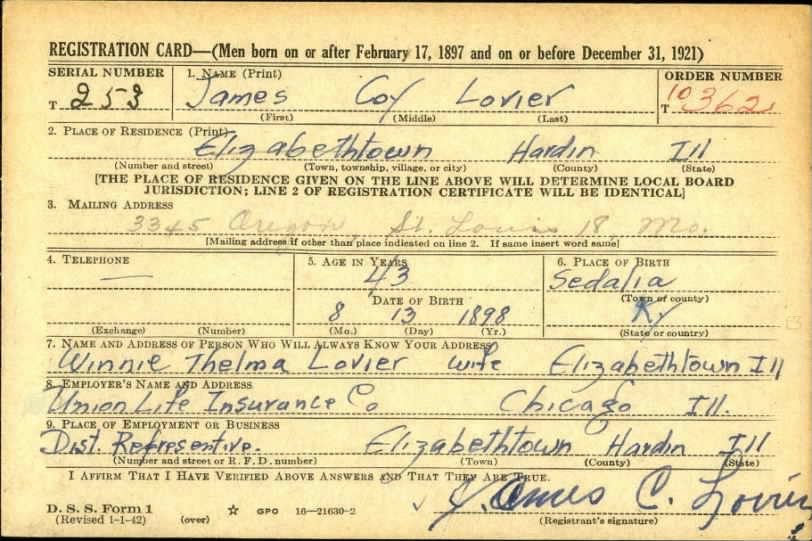 REGISTRATION CARD—(Men born on or after February 17, 1897 and on or before December 31, 1921)
SERIAL NUMBER 1. NAME (Print) ORDER NUMBER
T 253 James Coy Lovier T 10362
(First) (Middle) (Last)
2. PLACE OF RESIDENCE (Print)
Elizabethtown Hardin Ill
(Number and street) (Town, township, village, or city) (County) (State)
[THE PLACE OF RESIDENCE GIVEN ON THE LINE ABOVE WILL DETERMINE LOCAL BOARD
JURISDICTION; LINE 2 OF REGISTRATION CERTIFICATE WILL BE IDENTICAL]
3. MAILING ADDRESS
3345 Oregon, St. Louis 18, Mo.
[Mailing address if other than place indicated on line 2. If same insert word same]
4. TELEPHONE 5. AGE IN YEARS 6. PLACE OF BIRTH
— 43 Sedalia
DATE OF BIRTH (Town or county)
8 13 1898 Ky
(Exchange) (Number) (Mo.) (Day) (Yr.) (State or country)
7. NAME AND ADDRESS OF PERSON WHO WILL ALWAYS KNOW YOUR ADDRESS
Winnie Thelma Lovier wife Elizabethtown Ill
8. EMPLOYER'S NAME AND ADDRESS
Union Life Insurance Co Chicago Ill.
9. PLACE OF EMPLOYMENT OR BUSINESS
Dist. Representive. Elizabethtown Hardin Ill
(Number and street or R. F. D. number) (Town) (County) (State)
I AFFIRM THAT I HAVE VERIFIED ABOVE ANSWERS AND THAT THEY ARE TRUE.
D. S. S. Form 1 James C. Lovier
(Revised 1-1-42) (over) ☆ GPO 16—21630-2 (Registrant's signature)